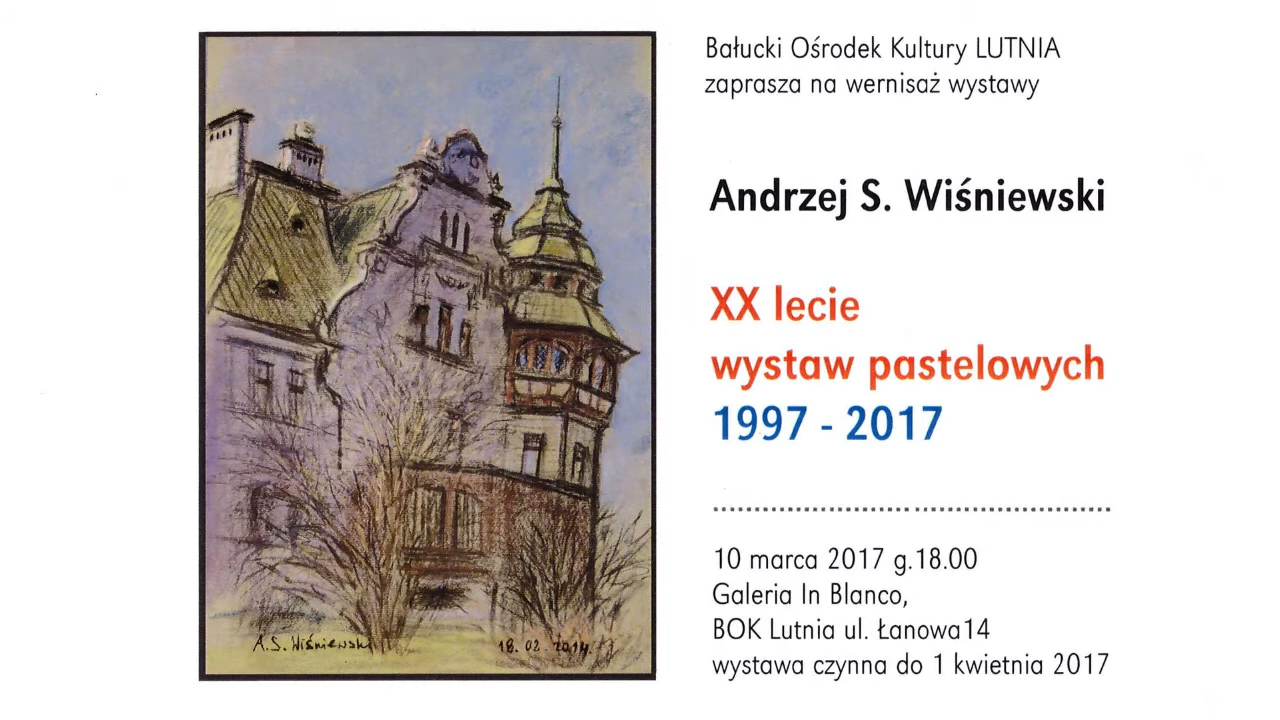 Bałucki Ośrodek Kultury LUTNIA
zaprasza na wernisaż wystawy
Andrzej S. Wiśniewski
XX lecie
wystaw pastelowych
1997 - 2017
10 marca 2017 g.18.00
Galeria In Blanco,
BOK Lutnia ul. Łanowa14
wystawa czynna do 1 kwietnia 2017
A.S. Wiśniewski
18. 02. 2014.